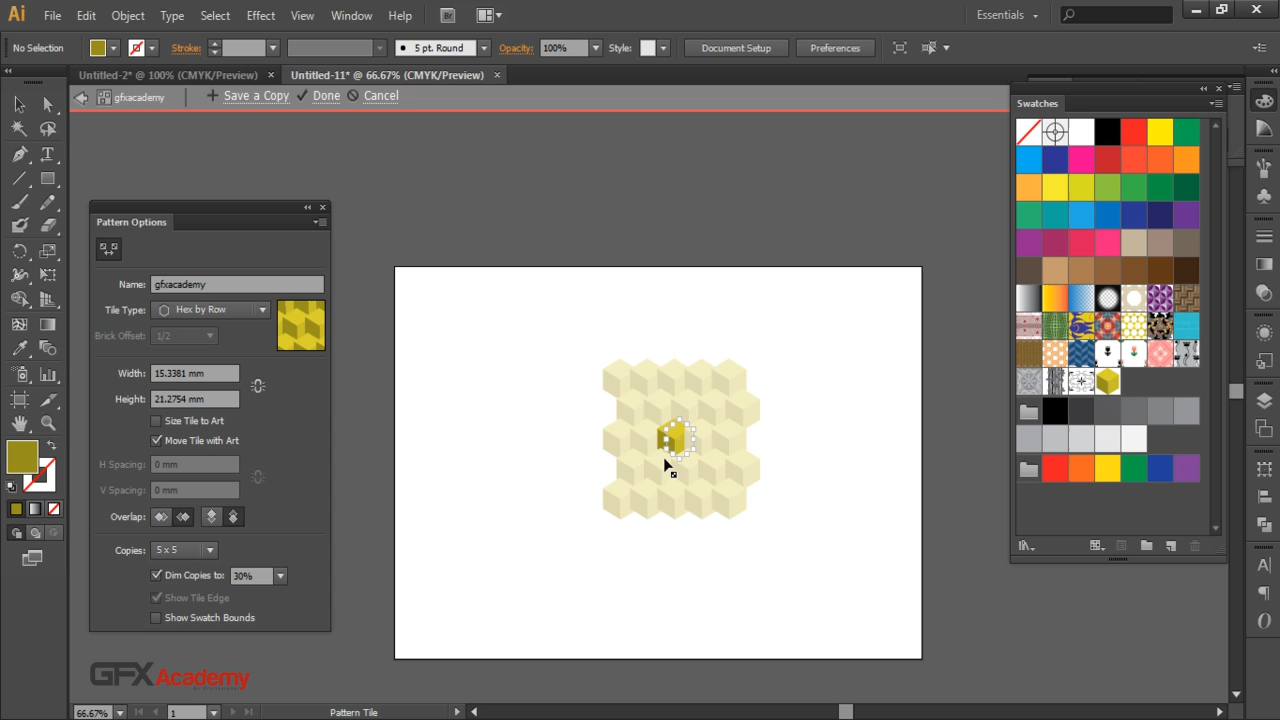 Ai File Edit Object Type Select Effect View Window Help Br Essentials
No Selection Stroke: 5 pt. Round Opacity: 100% Style: Document Setup Preferences
Untitled-2* @ 100% (CMYK/Preview) × Untitled-11* @ 66.67% (CMYK/Preview) ×
gfxacademy + Save a Copy Done Cancel
Swatches
Pattern Options
Name: gfxacademy
Tile Type: Hex by Row
Brick Offset: 1/2
Width: 15.3381 mm
Height: 21.2754 mm
Size Tile to Art
Move Tile with Art
H Spacing: 0 mm
V Spacing: 0 mm
Overlap:
Copies: 5 x 5
Dim Copies to: 30%
Show Tile Edge
Show Swatch Bounds
GFX Academy
66.67% 1 Pattern Tile